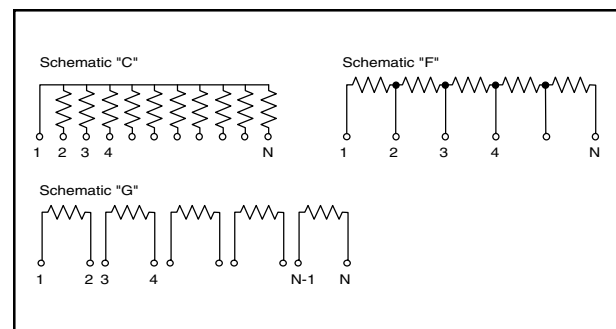 Schematic "C"
1 2 3 4 N
Schematic "F"
1 2 3 4 N
Schematic "G"
1 2 3 4 N-1 N